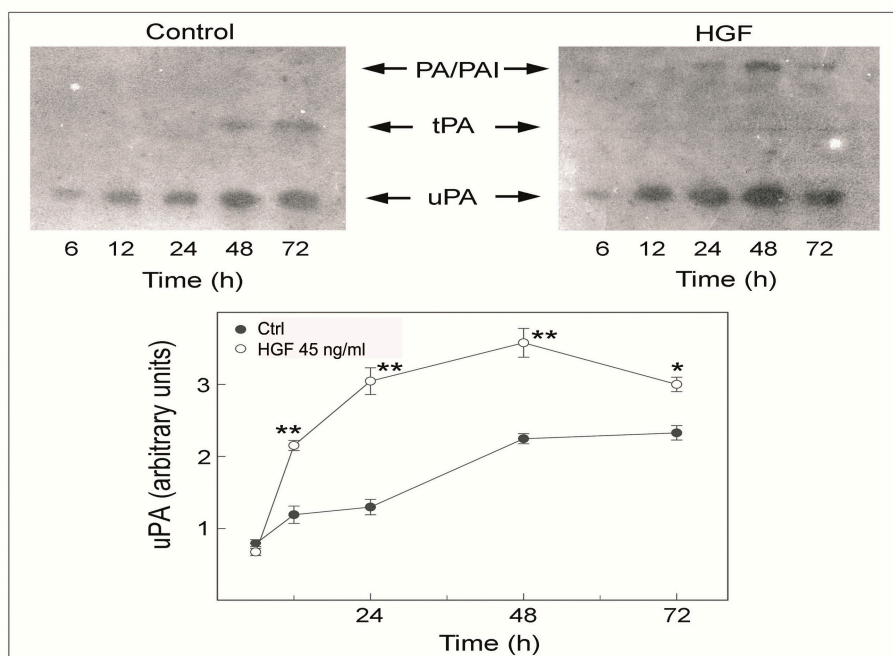 Control
HGF
PA/PAI
tPA
uPA
6 12 24 48 72
Time (h)
6 12 24 48 72
Time (h)
uPA (arbitrary units)
Ctrl
HGF 45 ng/ml
**
**
**
*
3
2
1
24 48 72
Time (h)